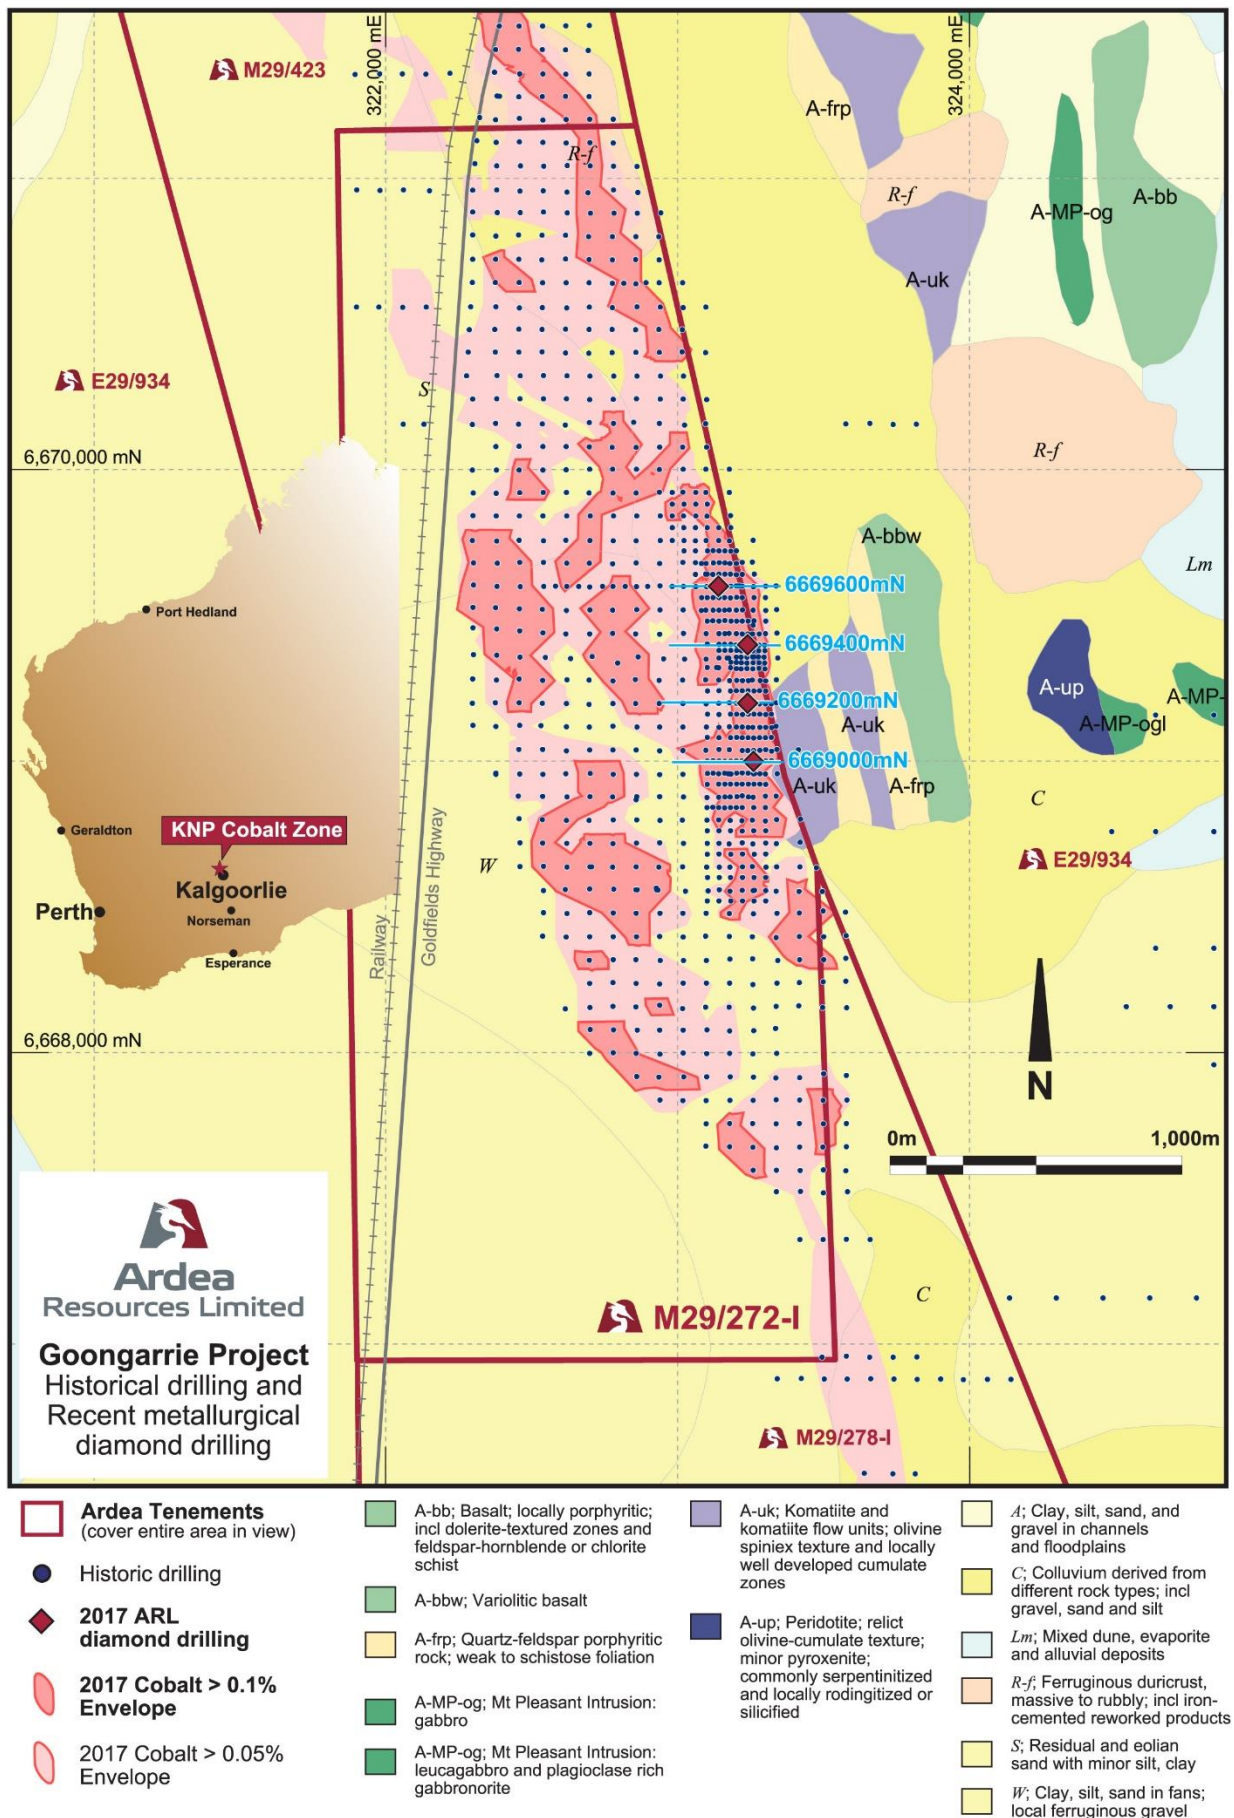 322,000 mE
324,000 mE
M29/423
A-frp
R-f
R-f
A-MP-og
A-bb
A-uk
E29/934
S
6,670,000 mN
R-f
A-bbw
Lm
6669600mN
Port Hedland
6669400mN
A-up
A-MP-
6669200mN
A-MP-ogl
A-uk
6669000mN
A-uk
A-frp
C
Geraldton
KNP Cobalt Zone
Goldfields Highway
W
E29/934
Kalgoorlie
Perth
Norseman
Railway
Esperance
6,668,000 mN
N
0m
1,000m
C
Ardea
Resources Limited
M29/272-I
Goongarrie Project
Historical drilling and
Recent metallurgical
diamond drilling
M29/278-I
Ardea Tenements
(cover entire area in view)
Historic drilling
2017 ARL
diamond drilling
2017 Cobalt > 0.1%
Envelope
2017 Cobalt > 0.05%
Envelope
A-bb; Basalt; locally porphyritic;
incl dolerite-textured zones and
feldspar-hornblende or chlorite
schist
A-bbw; Variolitic basalt
A-frp; Quartz-feldspar porphyritic
rock; weak to schistose foliation
A-MP-og; Mt Pleasant Intrusion:
gabbro
A-MP-og; Mt Pleasant Intrusion:
leucagabbro and plagioclase rich
gabbronorite
A-uk; Komatiite and
komatiite flow units; olivine
spiniex texture and locally
well developed cumulate
zones
A-up; Peridotite; relict
olivine-cumulate texture;
minor pyroxenite;
commonly serpentinitized
and locally rodingitized or
silicified
A; Clay, silt, sand, and
gravel in channels
and floodplains
C; Colluvium derived from
different rock types; incl
gravel, sand and silt
Lm; Mixed dune, evaporite
and alluvial deposits
R-f; Ferruginous duricrust,
massive to rubbly; incl iron-
cemented reworked products
S; Residual and eolian
sand with minor silt, clay
W; Clay, silt, sand in fans;
local ferruginous gravel